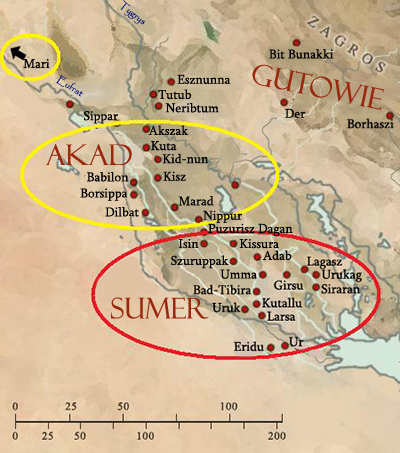 Tygrys
ZAGROS
Mari
Bit Bunakki
Eufrat
Esznunna
GUTOWIE
Tutub
Neribtum
Der
Sippar
Borhaszi
Akszak
AKAD
Kuta
Kid-nun
Babilon
Kisz
Borsippa
Dilbat
Marad
Nippur
Puzurisz Dagan
Isin
Kissura
Adab
Szuruppak
Lagasz
Umma
Urukag
Girsu
Bad-Tibira
Siraran
SUMER
Uruk
Kutallu
Larsa
Eridu
Ur
0 25 50 100
0 25 50 100 200